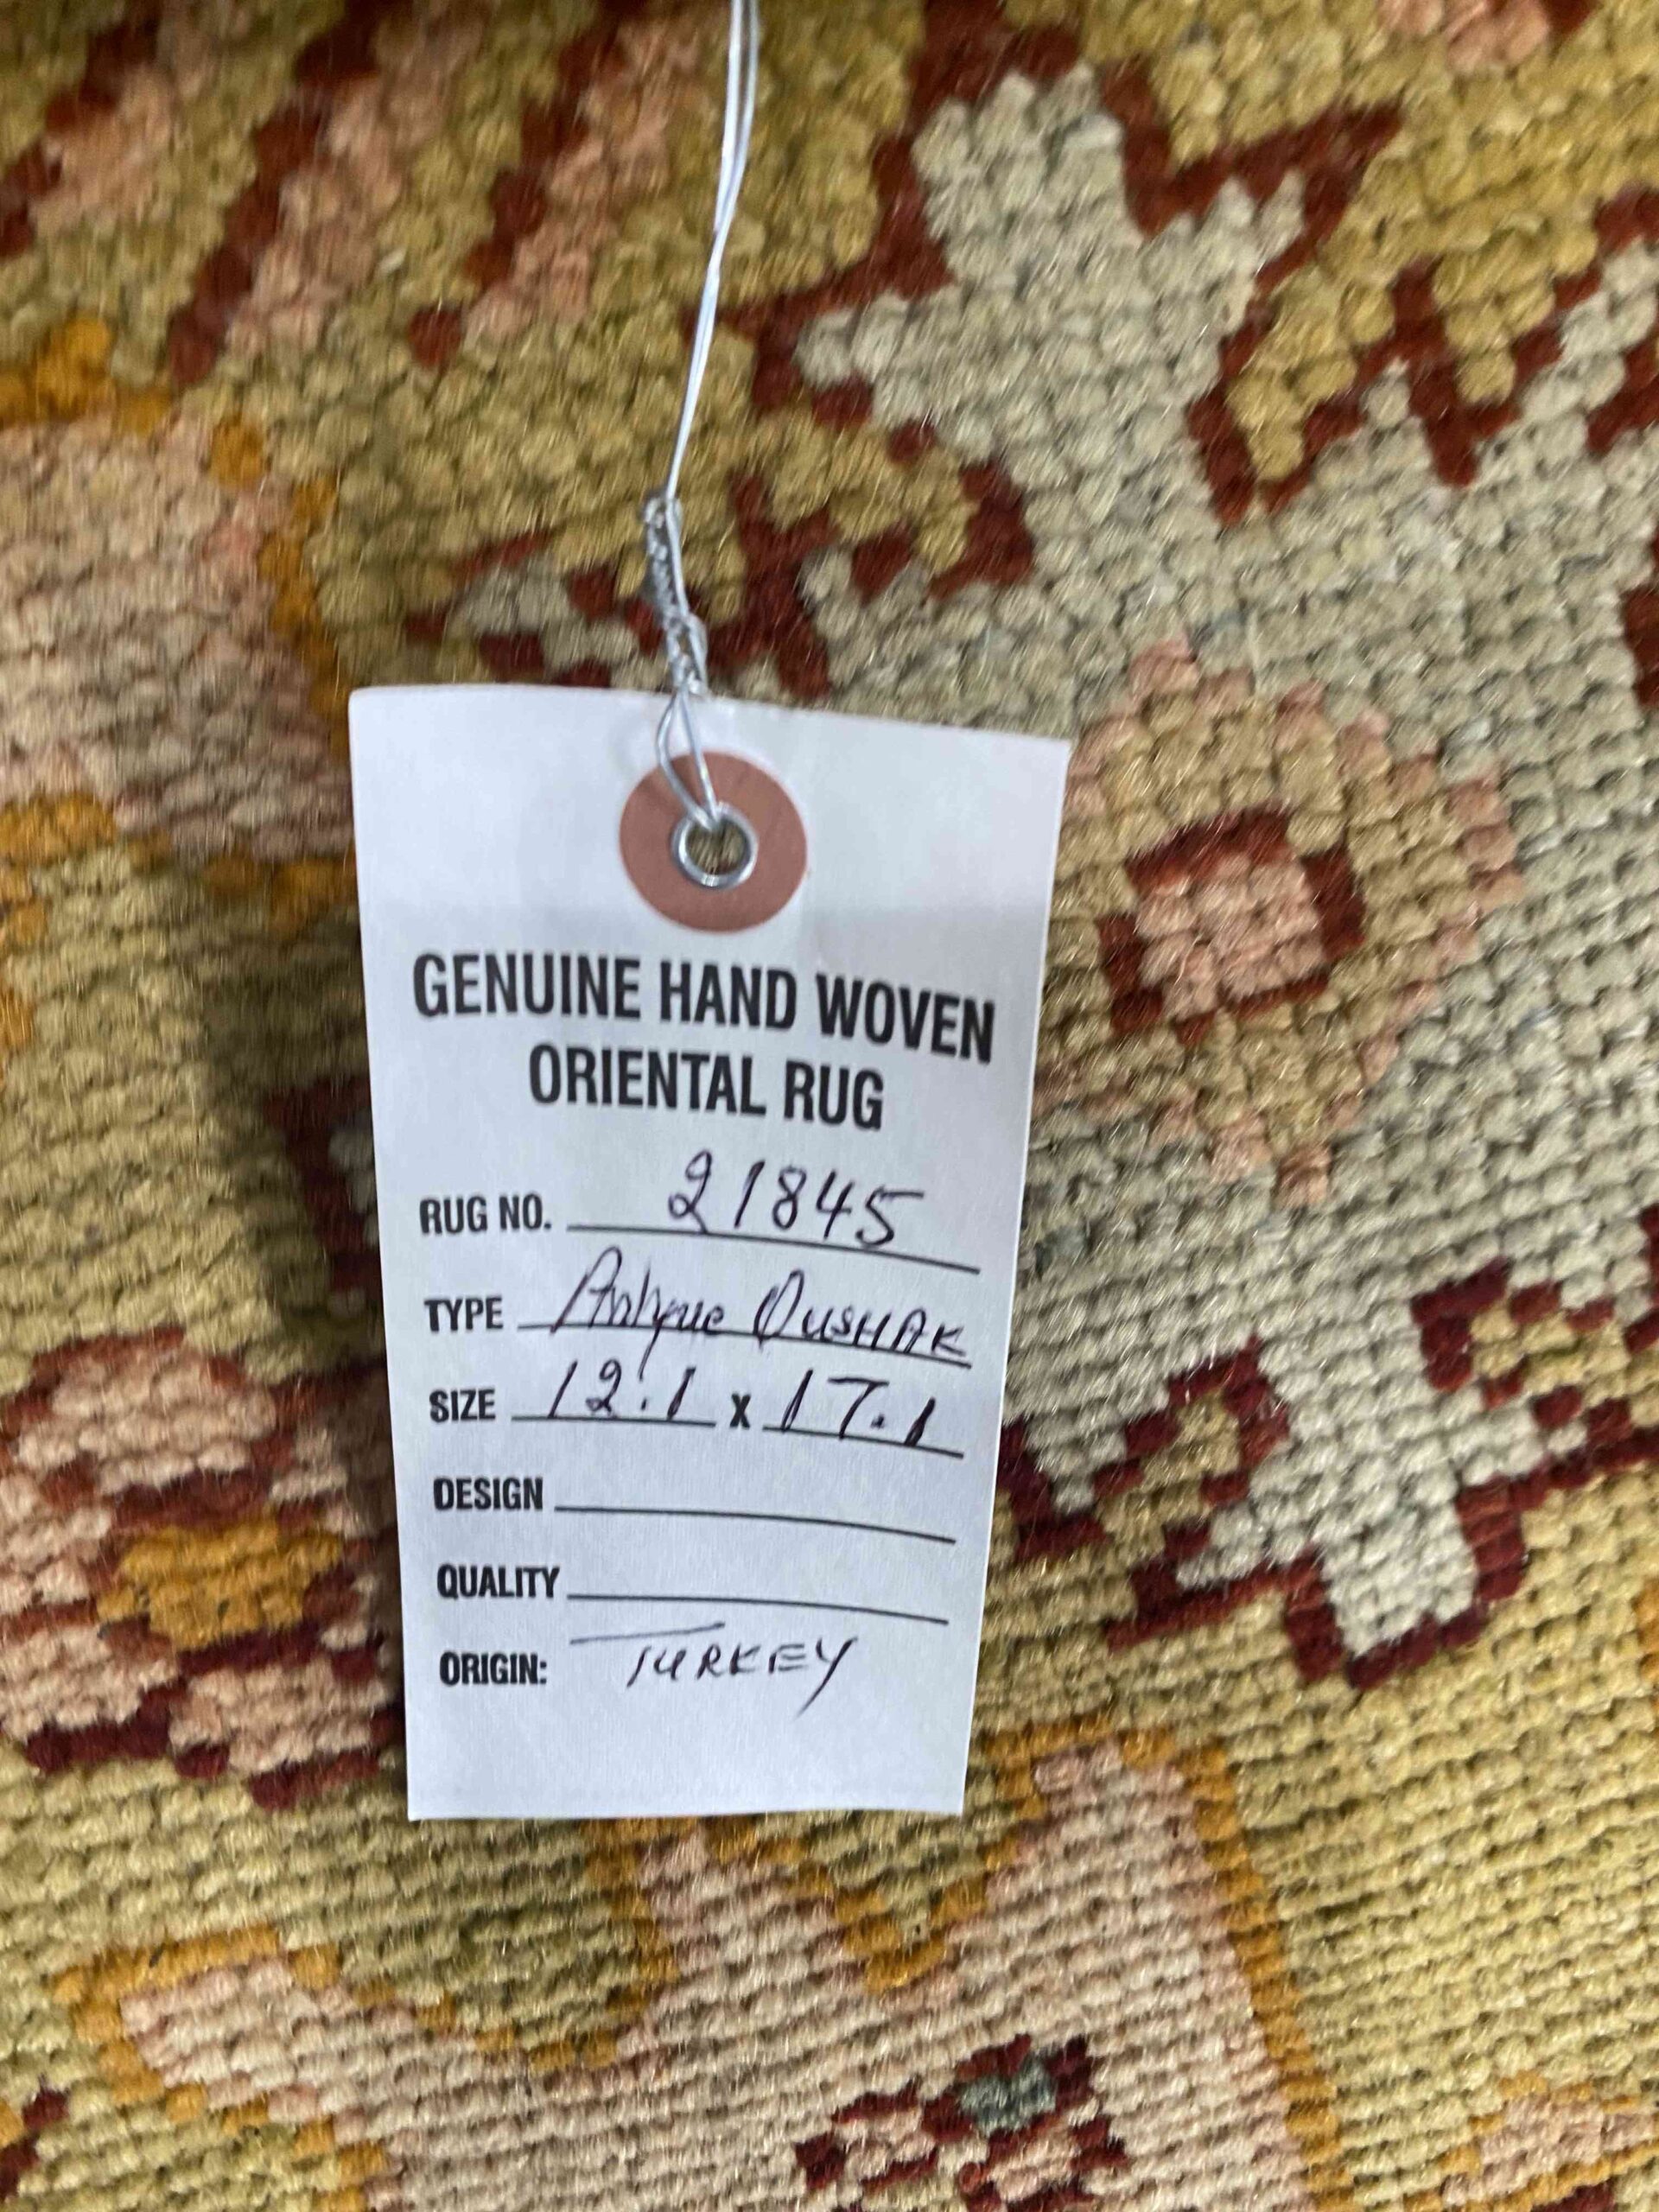 GENUINE HAND WOVEN
ORIENTAL RUG
RUG NO. 21845
TYPE Antique OUSHAK
SIZE 12.1 x 17.1
DESIGN
QUALITY
ORIGIN: TURKEY